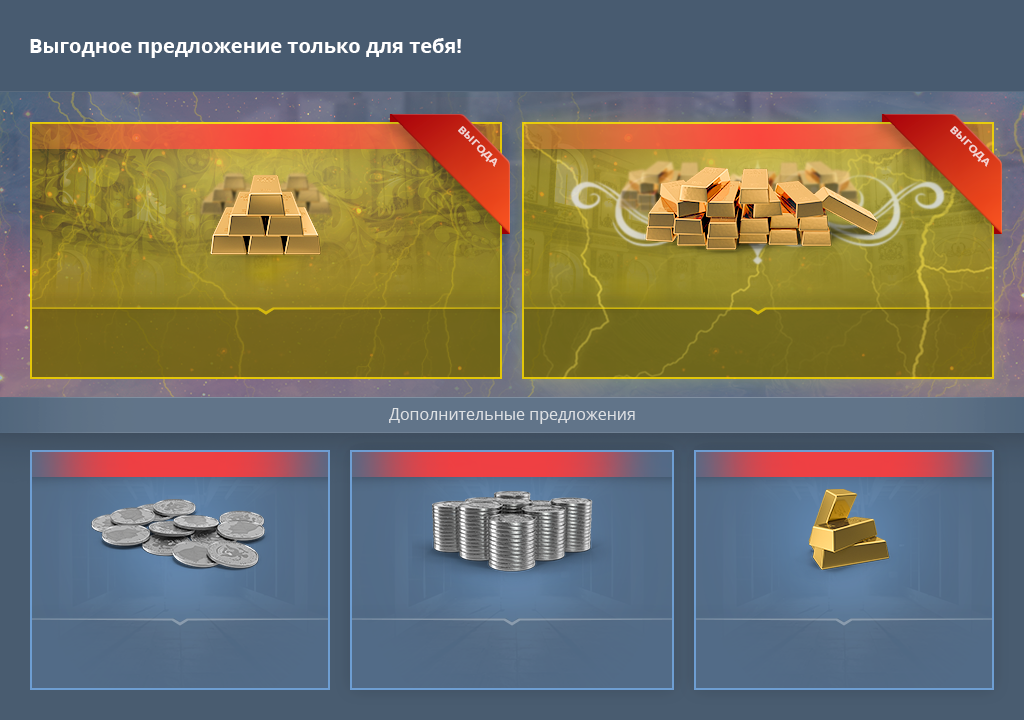 Выгодное предложение только для тебя!
ВЫГОДА
ВЫГОДА
Дополнительные предложения